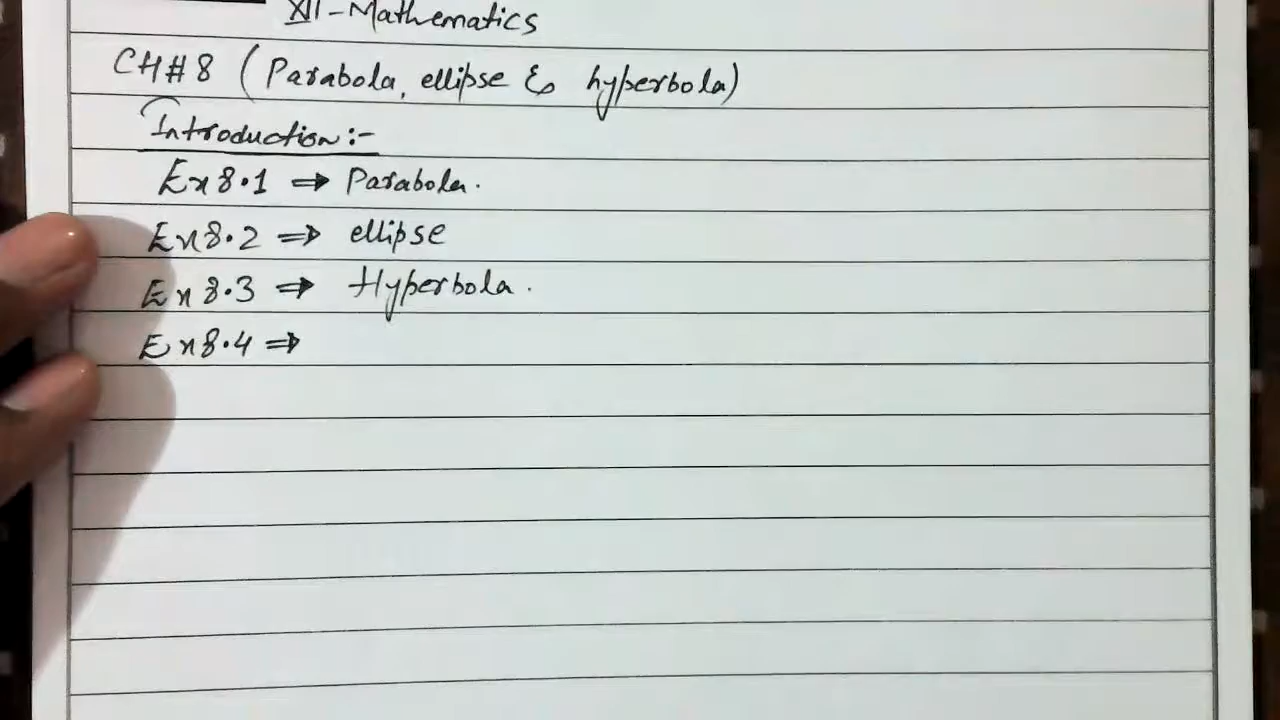 XII-Mathematics
CH#8 (Parabola, ellipse & hyperbola)
Introduction:-
Ex 8.1 ⇒ Parabola.
Ex 8.2 ⇒ ellipse
Ex 8.3 ⇒ Hyperbola.
Ex 8.4 ⇒